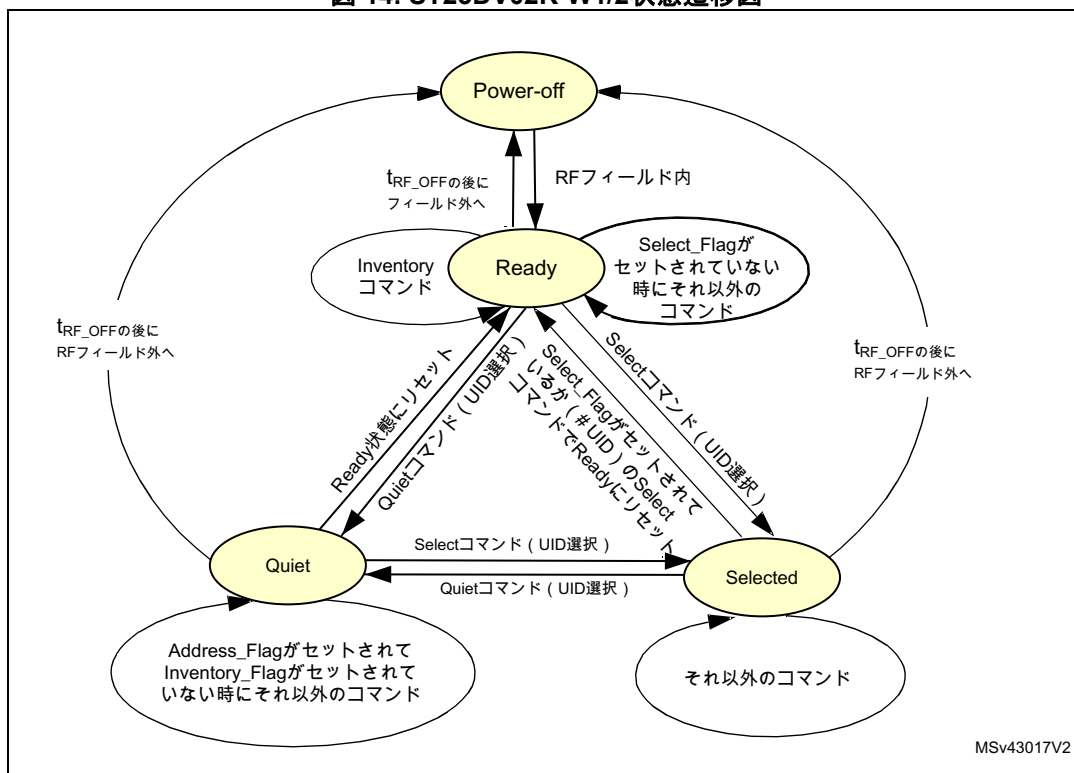 図 14. ST25DV02K-W1/2状態遷移図
Power-off
tRF_OFFの後に
フィールド外へ
RFフィールド内
Inventory
コマンド
Ready
Select_Flagが
セットされていない
時にそれ以外の
コマンド
tRF_OFFの後に
RFフィールド外へ
tRF_OFFの後に
RFフィールド外へ
Ready状態にリセット
Quietコマンド（UID選択）
Select_Flagがセットされて
いるか（＃UID）のSelect
コマンドでReadyにリセット
Selectコマンド（UID選択）
Quiet
Selectコマンド（UID選択）
Quietコマンド（UID選択）
Selected
Address_Flagがセットされて
Inventory_Flagがセットされて
いない時にそれ以外のコマンド
それ以外のコマンド
MSv43017V2